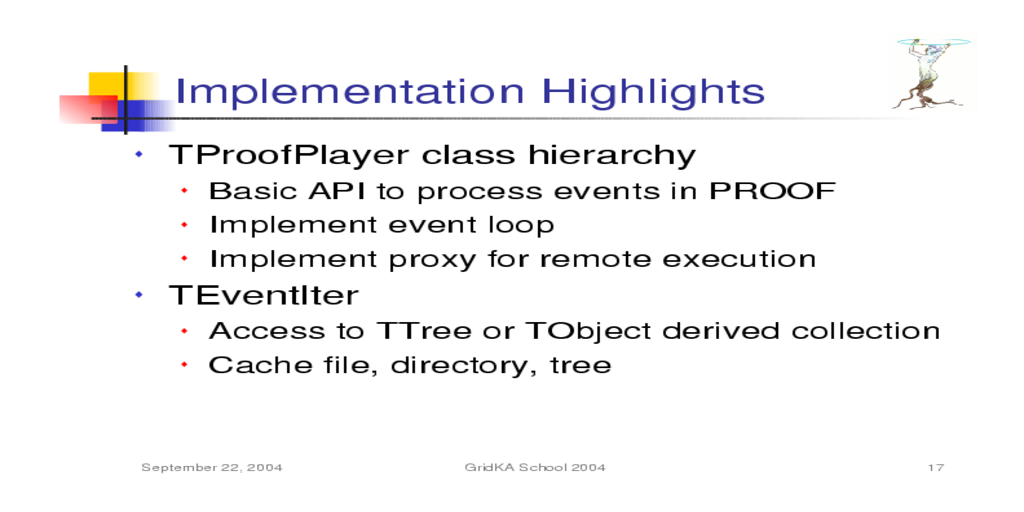 Implementation Highlights
TProofPlayer class hierarchy
Basic API to process events in PROOF
Implement event loop
Implement proxy for remote execution
TEventIter
Access to TTree or TObject derived collection
Cache file, directory, tree
September 22, 2004 GridKA School 2004 17